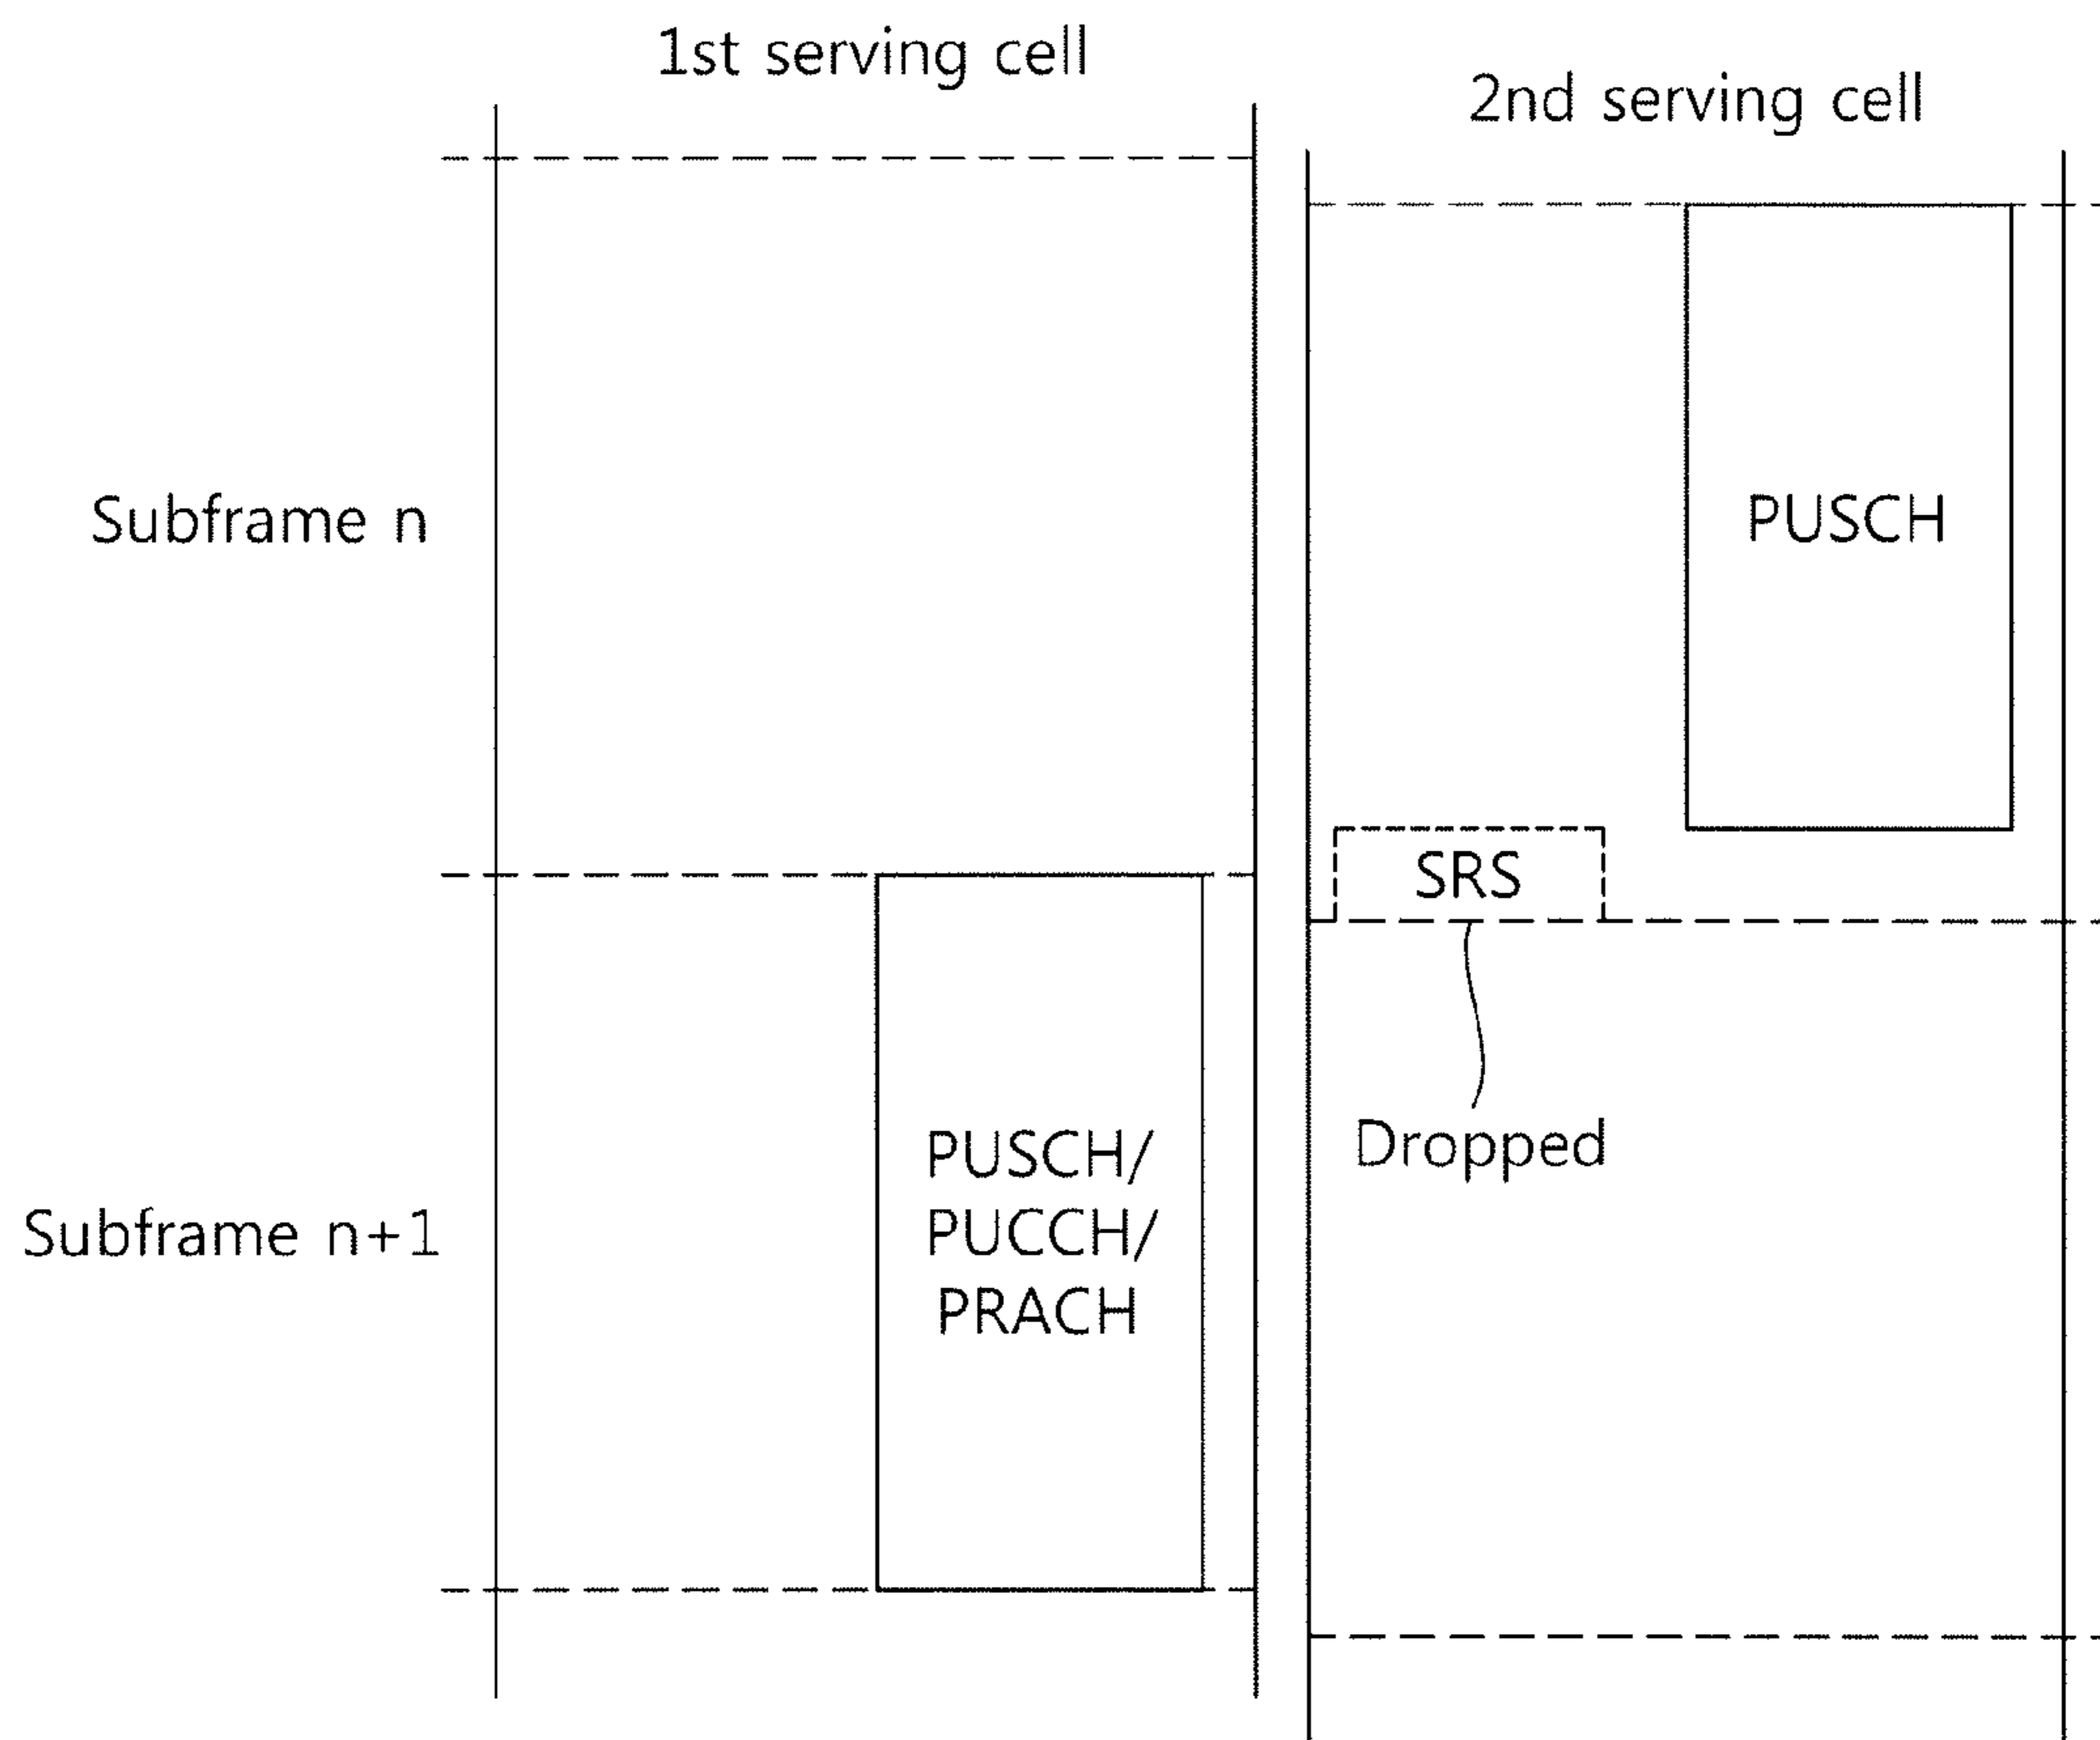 1st serving cell
2nd serving cell
Subframe n
PUSCH
SRS
Dropped
Subframe n+1
PUSCH/
PUCCH/
PRACH